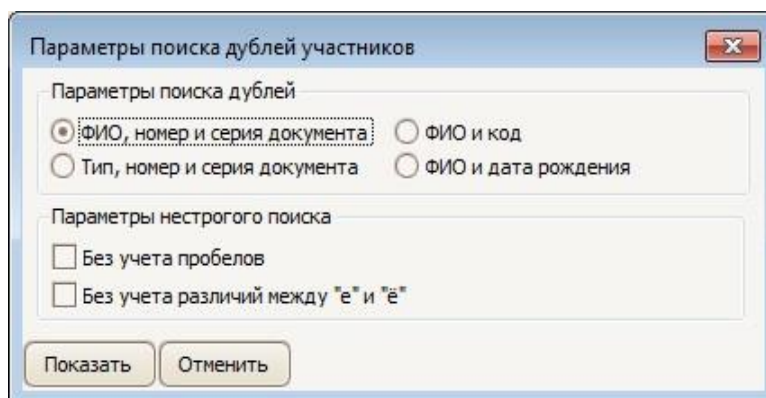 Параметры поиска дублей участников
Параметры поиска дублей
ФИО, номер и серия документа ФИО и код
Тип, номер и серия документа ФИО и дата рождения
Параметры нестрогого поиска
Без учета пробелов
Без учета различий между "е" и "ё"
Показать Отменить